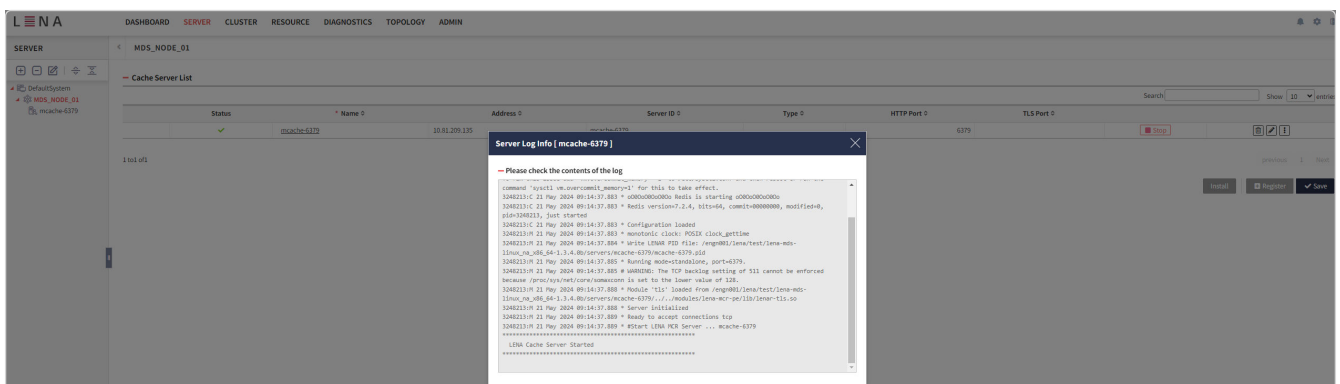 LENA
DASHBOARD SERVER CLUSTER RESOURCE DIAGNOSTICS TOPOLOGY ADMIN
SERVER
MDS_NODE_01
Cache Server List
DefaultSystem
MDS_NODE_01
mcache-6379
Search
Show 10 entries
Status * Name Address Server ID Type HTTP Port TLS Port
mcache-6379 10.81.209.135 mcache-6379 6379 Stop
1 to1 of1
previous 1 Next
Install Register Save
Server Log Info [ mcache-6379 ]
Please check the contents of the log
command 'sysctl vm.overcommit_memory=1' for this to take effect.
3248213:C 21 May 2024 09:14:37.883 * oO0OoO0OoO0Oo Redis is starting oO0OoO0OoO0Oo
3248213:C 21 May 2024 09:14:37.883 * Redis version=7.2.4, bits=64, commit=00000000, modified=0,
pid=3248213, just started
3248213:C 21 May 2024 09:14:37.883 * Configuration loaded
3248213:M 21 May 2024 09:14:37.883 * monotonic clock: POSIX clock_gettime
3248213:M 21 May 2024 09:14:37.884 * Write LENAR PID file: /engn001/lena/test/lena-mds-
linux_na_x86_64-1.3.4.0b/servers/mcache-6379/mcache-6379.pid
3248213:M 21 May 2024 09:14:37.885 * Running mode=standalone, port=6379.
3248213:M 21 May 2024 09:14:37.885 # WARNING: The TCP backlog setting of 511 cannot be enforced
because /proc/sys/net/core/somaxconn is set to the lower value of 128.
3248213:M 21 May 2024 09:14:37.888 * Module 'tls' loaded from /engn001/lena/test/lena-mds-
linux_na_x86_64-1.3.4.0b/servers/mcache-6379/../../modules/lena-mcr-pe/lib/lenar-tls.so
3248213:M 21 May 2024 09:14:37.888 * Server initialized
3248213:M 21 May 2024 09:14:37.889 * Ready to accept connections tcp
3248213:M 21 May 2024 09:14:37.889 * #Start LENA MCR Server ... mcache-6379
LENA Cache Server Started